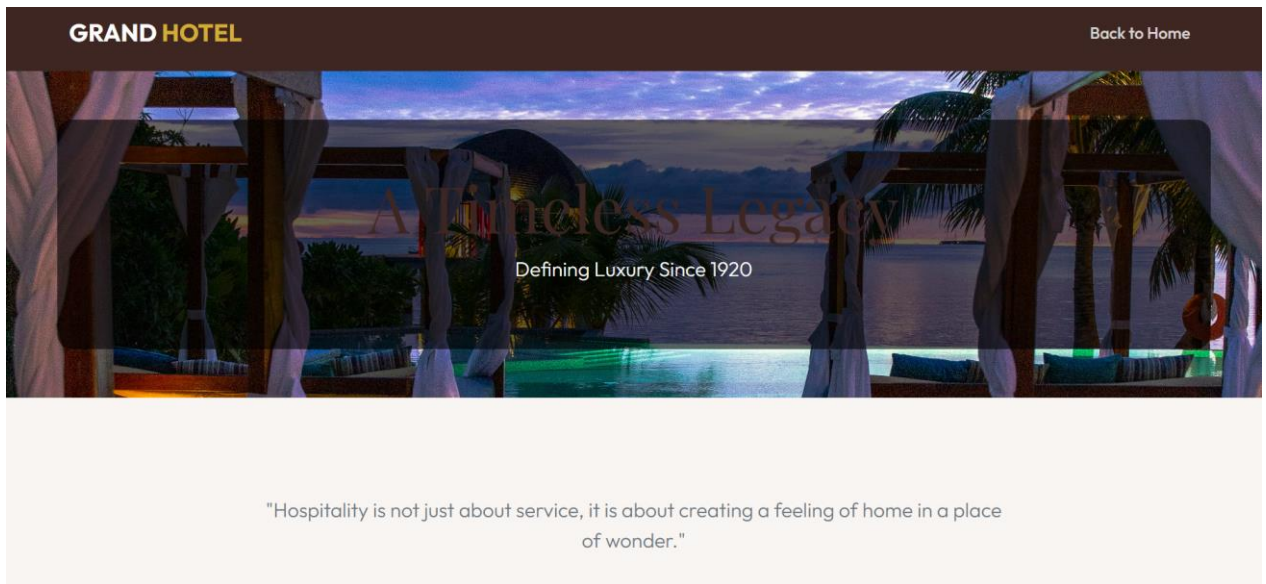 GRAND HOTEL
Back to Home
A Timeless Legacy
Defining Luxury Since 1920
"Hospitality is not just about service, it is about creating a feeling of home in a place
of wonder."